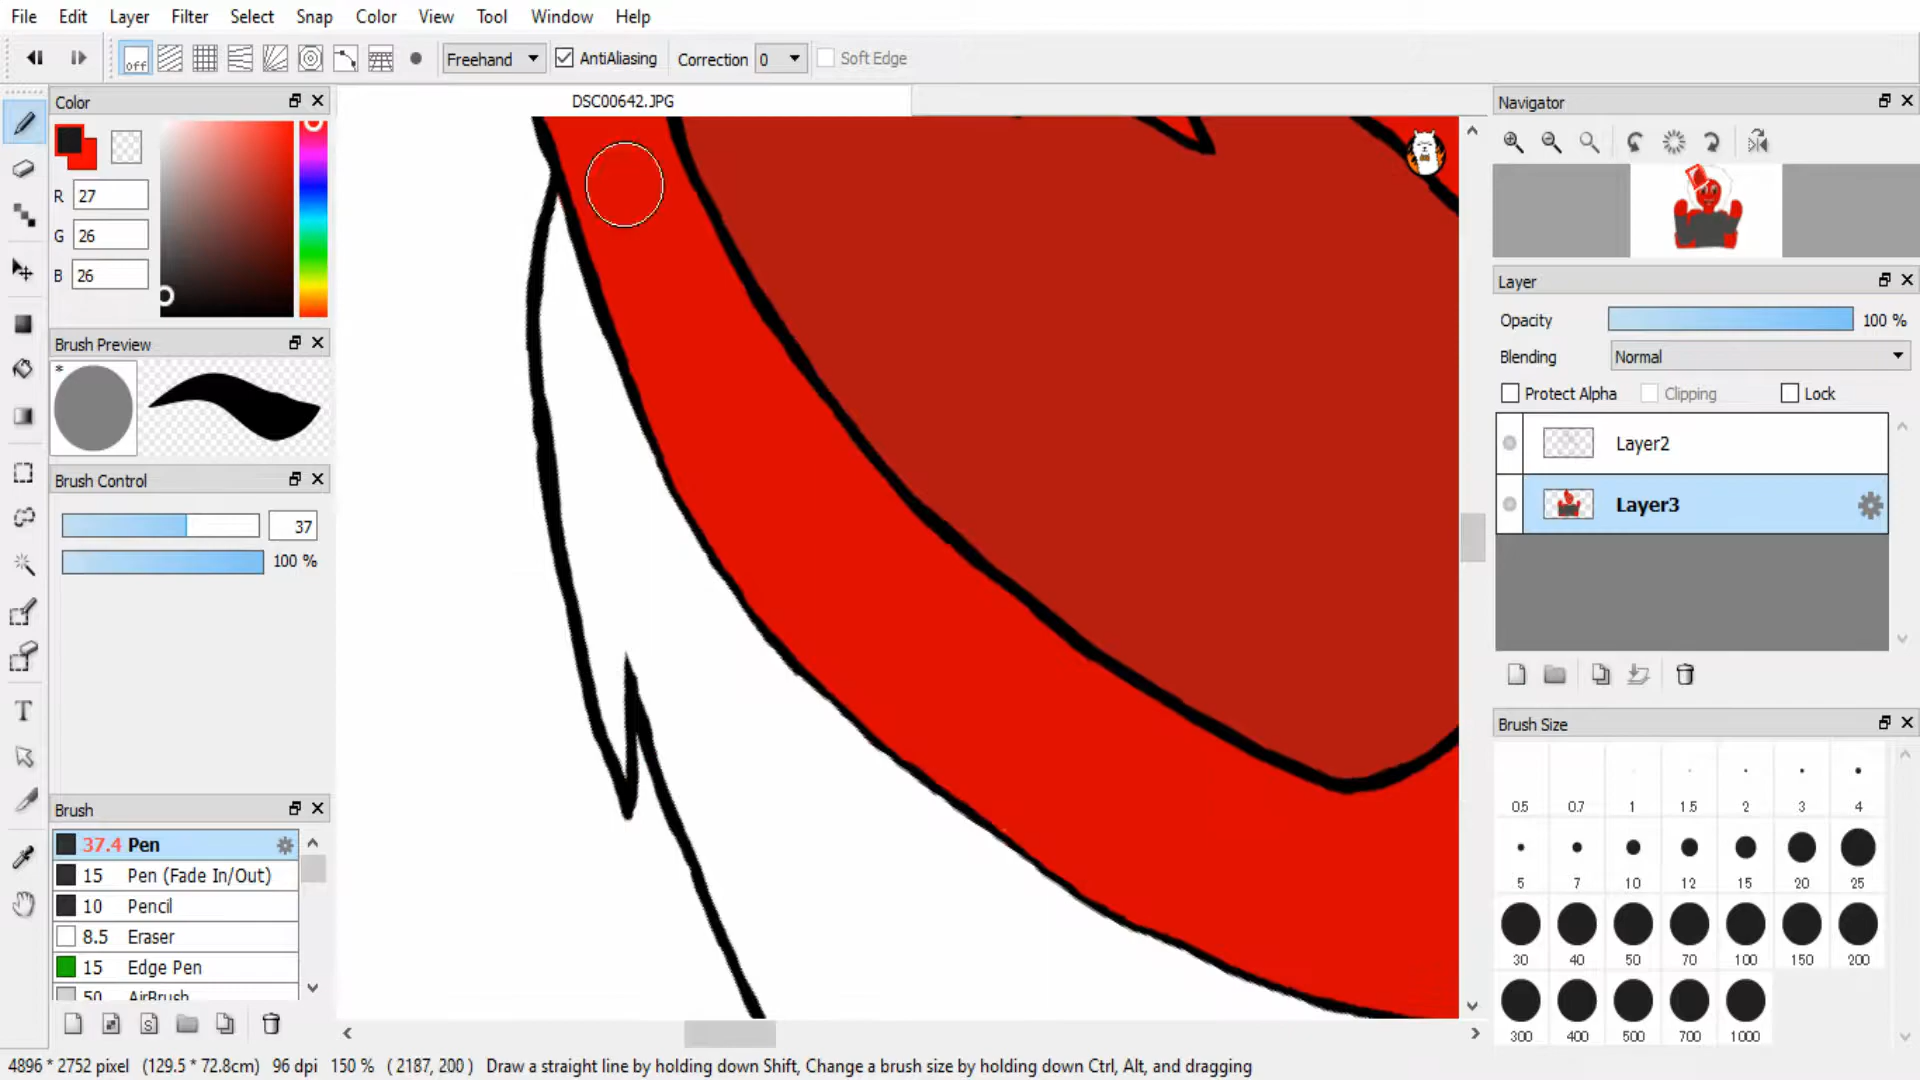 File Edit Layer Filter Select Snap Color View Tool Window Help
off Freehand AntiAliasing Correction 0 Soft Edge
Color
R 27
G 26
B 26
Brush Preview
*
Brush Control
37
100 %
Brush
37.4 Pen
15 Pen (Fade In/Out)
10 Pencil
8.5 Eraser
15 Edge Pen
50 AirBrush
T
S
DSC00642.JPG
Navigator
Layer
Opacity 100 %
Blending Normal
Protect Alpha Clipping Lock
Layer2
Layer3
Brush Size
0.5 0.7 1 1.5 2 3 4
5 7 10 12 15 20 25
30 40 50 70 100 150 200
300 400 500 700 1000
4896 * 2752 pixel (129.5 * 72.8cm) 96 dpi 150 % ( 2187, 200 ) Draw a straight line by holding down Shift, Change a brush size by holding down Ctrl, Alt, and dragging